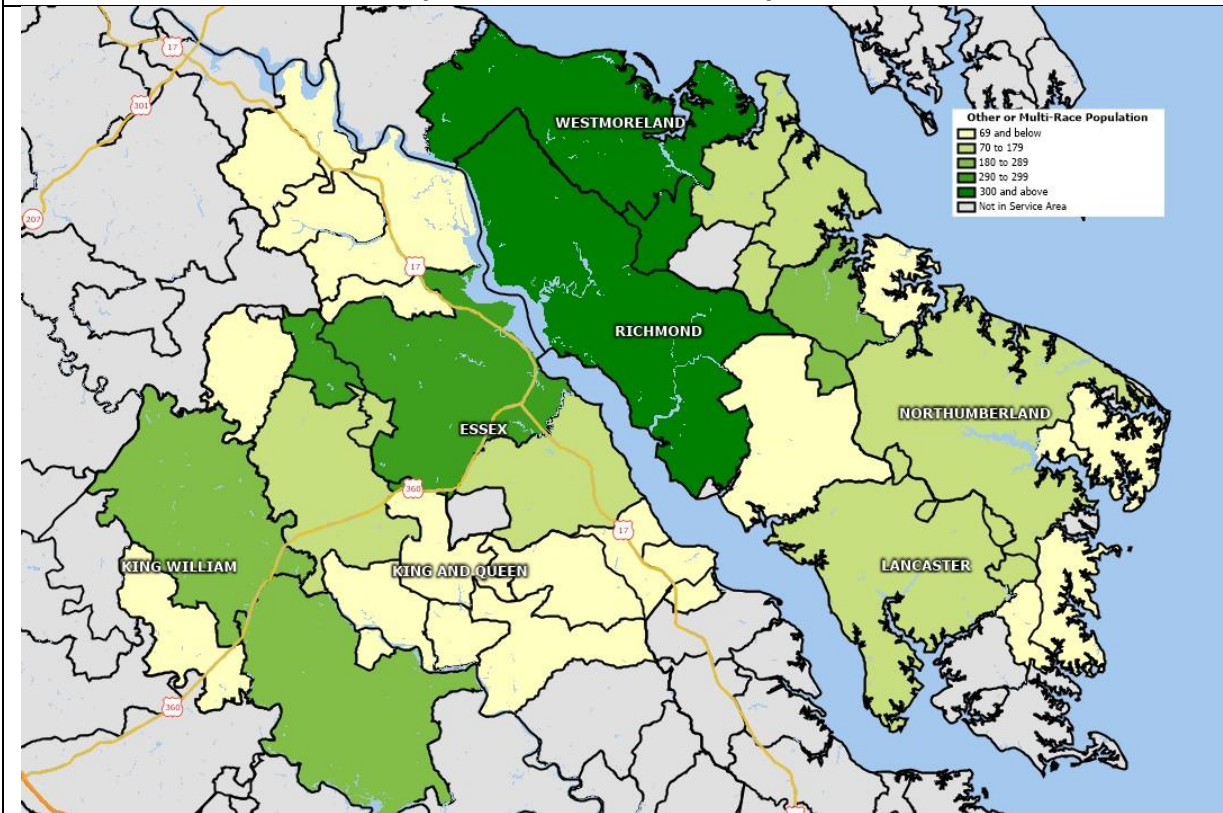 17
301
207
WESTMORELAND
Other or Multi-Race Population
69 and below
70 to 179
180 to 289
290 to 299
300 and above
Not in Service Area
17
RICHMOND
NORTHUMBERLAND
ESSEX
360
17
KING WILLIAM
KING AND QUEEN
LANCASTER
360